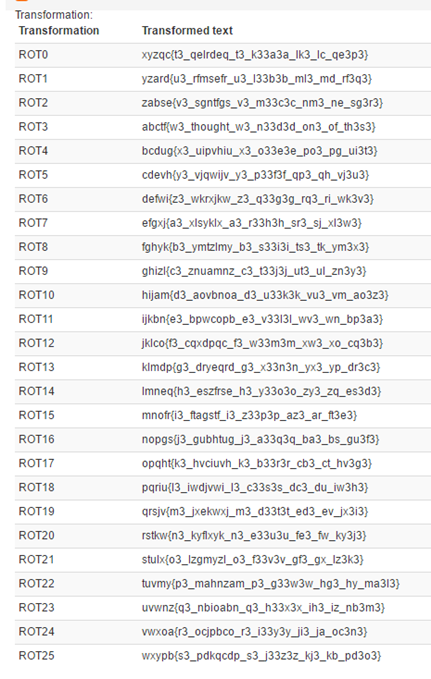 Transformation:
Transformation Transformed text
ROT0 xyzqc{t3_qelrdeq_t3_k33a3a_lk3_lc_qe3p3}
ROT1 yzard{u3_rfmsefr_u3_l33b3b_ml3_md_rf3q3}
ROT2 zabse{v3_sgntfgs_v3_m33c3c_nm3_ne_sg3r3}
ROT3 abctf{w3_thought_w3_n33d3d_on3_of_th3s3}
ROT4 bcdug{x3_uipvhiu_x3_o33e3e_po3_pg_ui3t3}
ROT5 cdevh{y3_vjqwijv_y3_p33f3f_qp3_qh_vj3u3}
ROT6 defwi{z3_wkrxjkw_z3_q33g3g_rq3_ri_wk3v3}
ROT7 efgxj{a3_xlsyklx_a3_r33h3h_sr3_sj_xl3w3}
ROT8 fghyk{b3_ymtzlmy_b3_s33i3i_ts3_tk_ym3x3}
ROT9 ghizl{c3_znuamnz_c3_t33j3j_ut3_ul_zn3y3}
ROT10 hijam{d3_aovbnoa_d3_u33k3k_vu3_vm_ao3z3}
ROT11 ijkbn{e3_bpwcopb_e3_v33l3l_wv3_wn_bp3a3}
ROT12 jklco{f3_cqxdpqc_f3_w33m3m_xw3_xo_cq3b3}
ROT13 klmdp{g3_dryeqrd_g3_x33n3n_yx3_yp_dr3c3}
ROT14 lmneq{h3_eszfrse_h3_y33o3o_zy3_zq_es3d3}
ROT15 mnofr{i3_ftagstf_i3_z33p3p_az3_ar_ft3e3}
ROT16 nopgs{j3_gubhtug_j3_a33q3q_ba3_bs_gu3f3}
ROT17 opqht{k3_hvciuvh_k3_b33r3r_cb3_ct_hv3g3}
ROT18 pqriu{l3_iwdjvwi_l3_c33s3s_dc3_du_iw3h3}
ROT19 qrsjv{m3_jxekwxj_m3_d33t3t_ed3_ev_jx3i3}
ROT20 rstkw{n3_kyflxyk_n3_e33u3u_fe3_fw_ky3j3}
ROT21 stulx{o3_lzgmyzl_o3_f33v3v_gf3_gx_lz3k3}
ROT22 tuvmy{p3_mahnzam_p3_g33w3w_hg3_hy_ma3l3}
ROT23 uvwnz{q3_nbioabn_q3_h33x3x_ih3_iz_nb3m3}
ROT24 vwxoa{r3_ocjpbco_r3_i33y3y_ji3_ja_oc3n3}
ROT25 wxypb{s3_pdkqcdp_s3_j33z3z_kj3_kb_pd3o3}